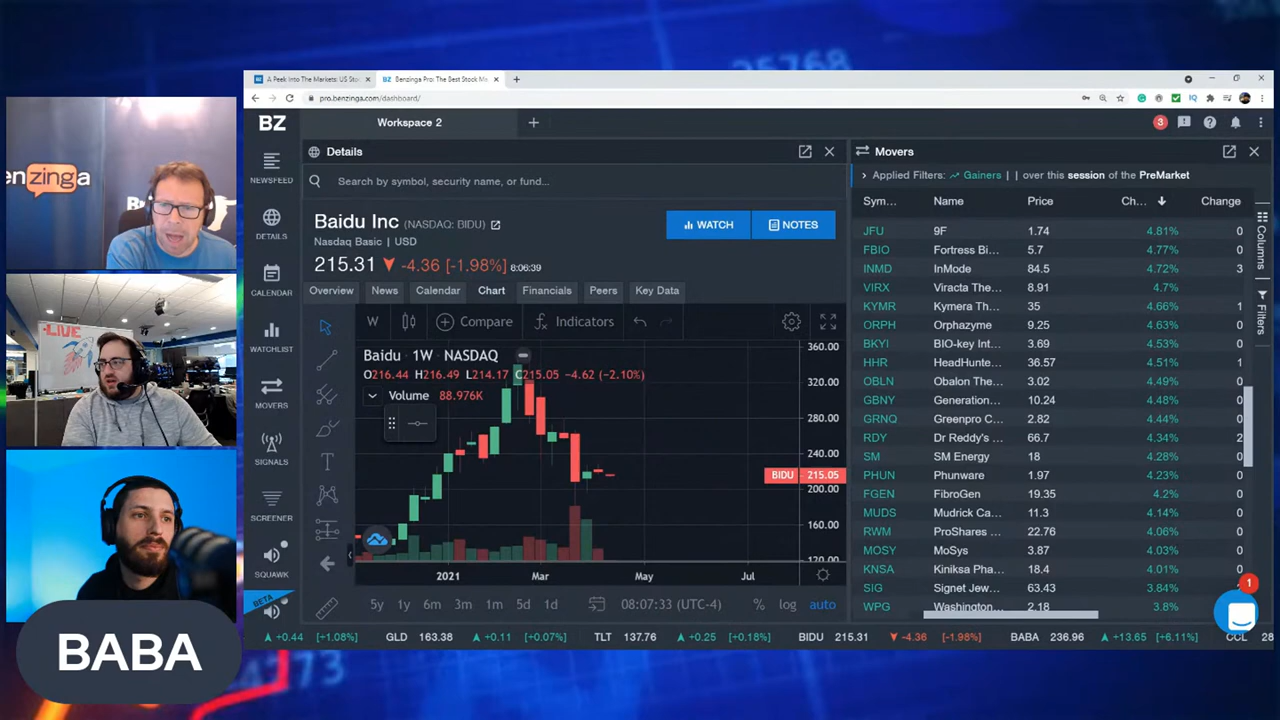 A Peek Into The Markets: US Sto
Benzinga Pro: The Best Stock Me
pro.benzinga.com/dashboard/
BZ
Workspace 2
3
Details
Movers
NEWSFEED
Search by symbol, security name, or fund...
Applied Filters: Gainers | | over this session of the PreMarket
Sym... Name Price Ch... Change
Baidu Inc (NASDAQ: BIDU)
WATCH
NOTES
Nasdaq Basic | USD
215.31 -4.36 [-1.98%] 8:06:39
DETAILS
Overview News Calendar Chart Financials Peers Key Data
CALENDAR
W Compare Indicators
WATCHLIST
Baidu · 1W · NASDAQ
O216.44 H216.49 L214.17 C215.05 −4.62 (−2.10%)
Volume 88.976K
MOVERS
SIGNALS
SCREENER
SQUAWK
BETA
360.00
320.00
280.00
240.00
BIDU 215.05
200.00
160.00
120.00
2021 Mar May Jul
5y 1y 6m 3m 1m 5d 1d 08:07:33 (UTC-4) % log auto
JFU 9F 1.74 4.81% 0
FBIO Fortress Bi... 5.7 4.77% 0
INMD InMode 84.5 4.72% 3
VIRX Viracta The... 8.91 4.7% 0
KYMR Kymera Th... 35 4.66% 1
ORPH Orphazyme 9.25 4.63% 0
BKYI BIO-key Int... 3.69 4.53% 0
HHR HeadHunte... 36.57 4.51% 1
OBLN Obalon The... 3.02 4.49% 0
GBNY Generation... 10.24 4.48% 0
GRNQ Greenpro C... 2.82 4.44% 0
RDY Dr Reddy's ... 66.7 4.34% 2
SM SM Energy 18 4.28% 0
PHUN Phunware 1.97 4.23% 0
FGEN FibroGen 19.35 4.2% 0
MUDS Mudrick Ca... 11.3 4.14% 0
RWM ProShares ... 22.76 4.06% 0
MOSY MoSys 3.87 4.03% 0
KNSA Kiniksa Pha... 18.4 4.01% 0
SIG Signet Jew... 63.43 3.84% 0
WPG Washington... 2.18 3.8% 0
Columns
Filters
1
+0.44 [+1.08%] GLD 163.38 +0.11 [+0.07%] TLT 137.76 +0.25 [+0.18%] BIDU 215.31 -4.36 [-1.98%] BABA 236.96 +13.65 [+6.11%] CCL 28
enzinga
LIVE
BABA